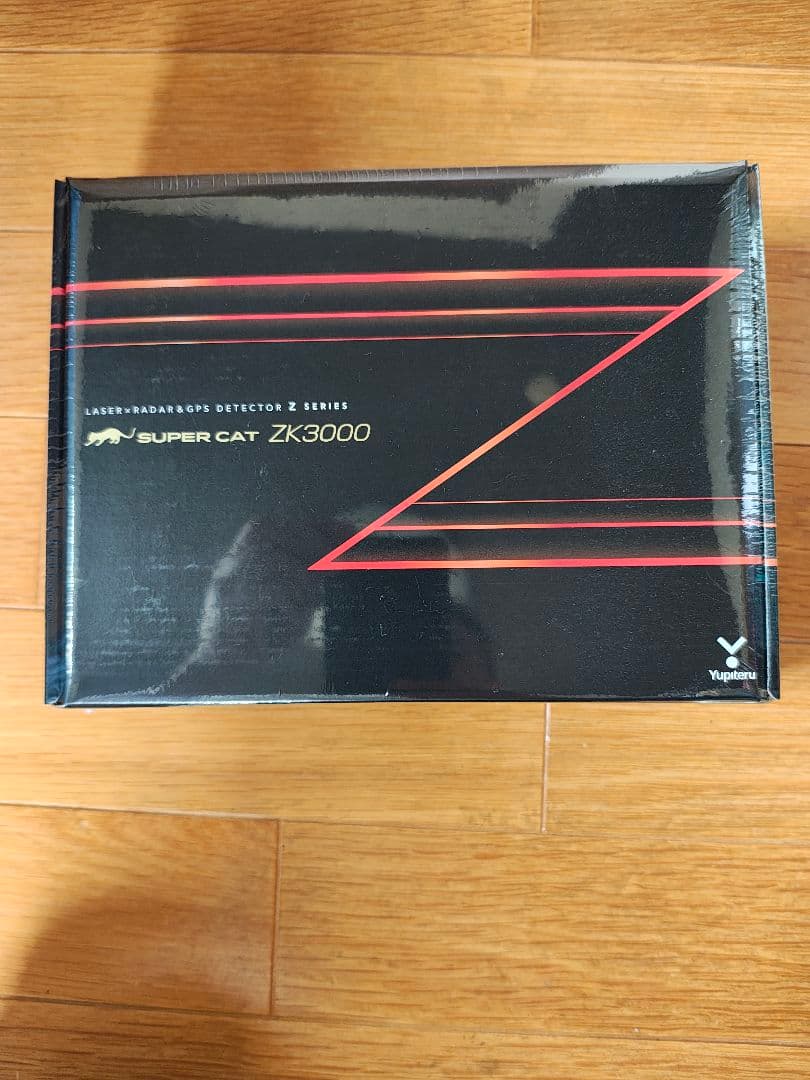 LASER×RADAR&GPS DETECTOR Z SERIES
SUPER CAT ZK3000
Yupiteru